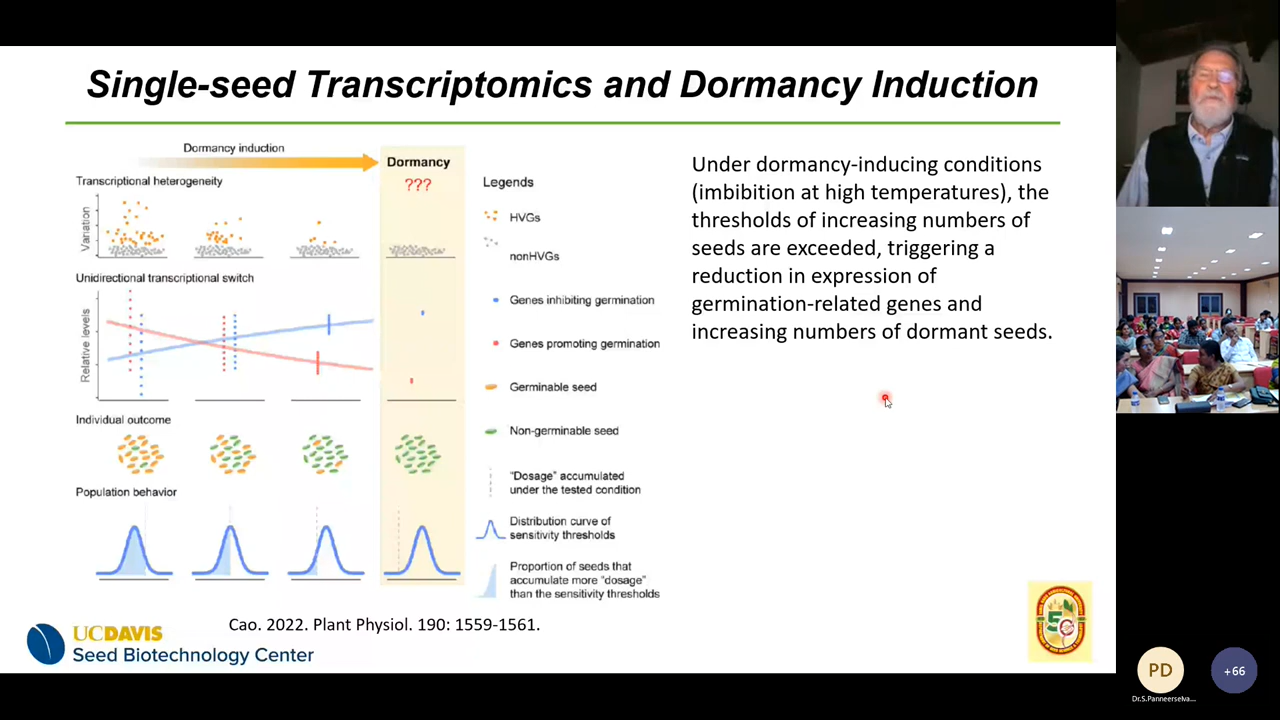 Single-seed Transcriptomics and Dormancy Induction
Dormancy induction
Dormancy
???
Transcriptional heterogeneity
Variation
Unidirectional transcriptional switch
Relative levels
Individual outcome
Population behavior
Legends
HVGs
nonHVGs
Genes inhibiting germination
Genes promoting germination
Germinable seed
Non-germinable seed
"Dosage" accumulated
under the tested condition
Distribution curve of
sensitivity thresholds
Proportion of seeds that
accumulate more "dosage"
than the sensitivity thresholds
Under dormancy-inducing conditions
(imbibition at high temperatures), the
thresholds of increasing numbers of
seeds are exceeded, triggering a
reduction in expression of
germination-related genes and
increasing numbers of dormant seeds.
Cao. 2022. Plant Physiol. 190: 1559-1561.
UCDAVIS
Seed Biotechnology Center
PD
+66
Dr.S.Panneerselva...